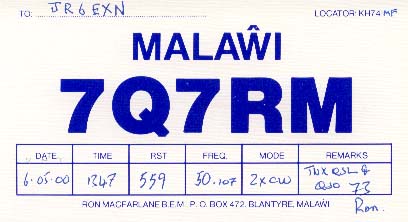 TO: JR6EXN LOCATOR: KH74 MF
MALAŴI
7Q7RM
DATE TIME RST FREQ. MODE REMARKS
6.05.00 1347 559 50.107 2XCW TNX QSL &
QSO 73
Ron.
RON MACFARLANE B.E.M. P. O. BOX 472, BLANTYRE, MALAWI